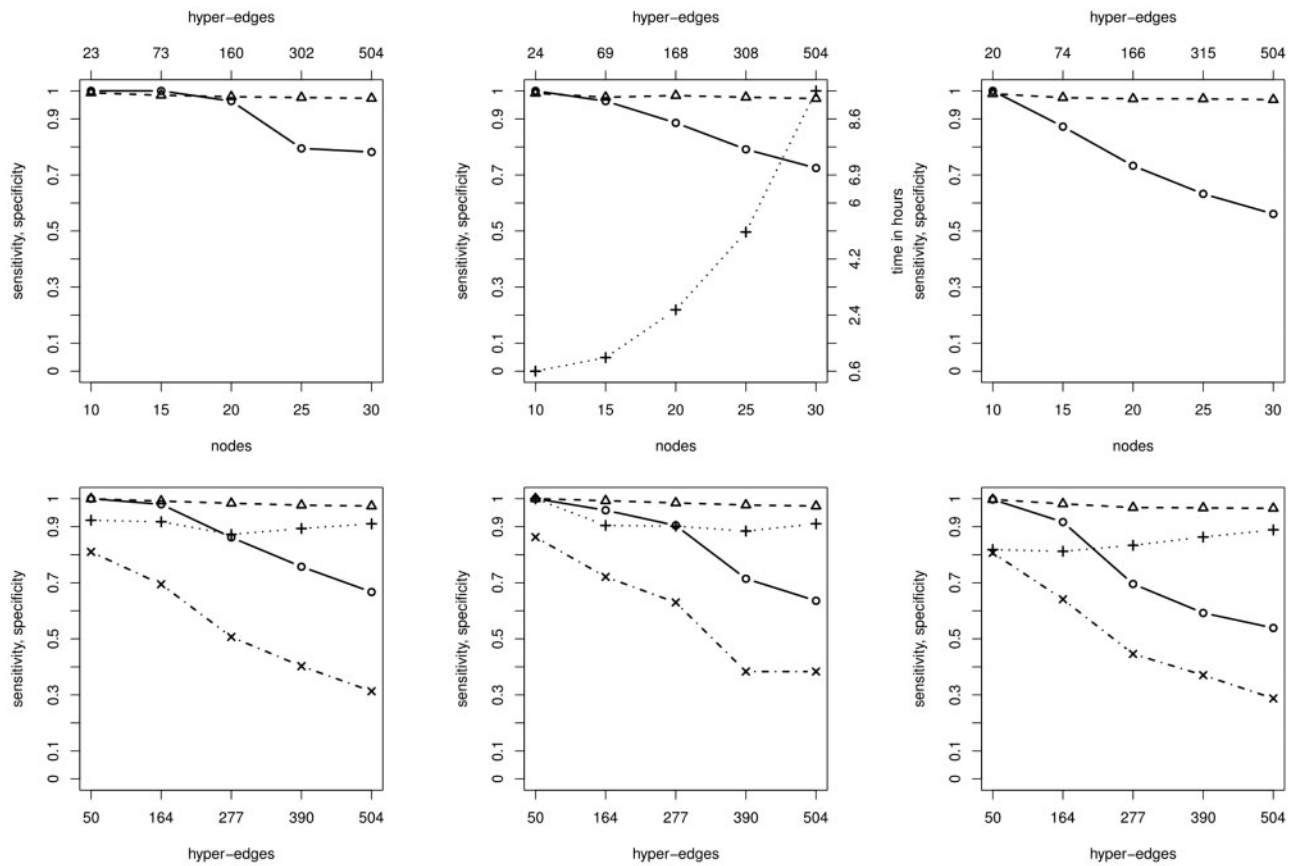 hyper−edges
23 73 160 302 504
sensitivity, specificity
1
0.9
0.7
0.5
0.3
0.1
0
10 15 20 25 30
nodes
hyper−edges
24 69 168 308 504
sensitivity, specificity
1
0.9
0.7
0.5
0.3
0.1
0
8.6
6.9
6
4.2
2.4
0.6
time in hours
10 15 20 25 30
nodes
hyper−edges
20 74 166 315 504
sensitivity, specificity
1
0.9
0.7
0.5
0.3
0.1
0
10 15 20 25 30
nodes
sensitivity, specificity
1
0.9
0.7
0.5
0.3
0.1
0
50 164 277 390 504
hyper−edges
sensitivity, specificity
1
0.9
0.7
0.5
0.3
0.1
0
50 164 277 390 504
hyper−edges
sensitivity, specificity
1
0.9
0.7
0.5
0.3
0.1
0
50 164 277 390 504
hyper−edges